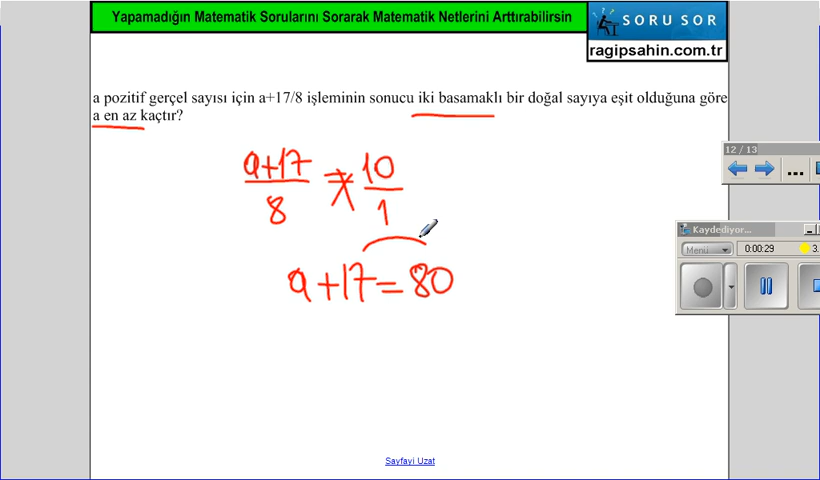 Yapamadığın Matematik Sorularını Sorarak Matematik Netlerini Arttırabilirsin
SORU SOR
ragipsahin.com.tr
a pozitif gerçel sayısı için a+17/8 işleminin sonucu iki basamaklı bir doğal sayıya eşit olduğuna göre
a en az kaçtır?
a+17 10
8 1
a+17=80
12 / 13
...
Kaydediyor...
Menü 0:00:29 3.
Sayfayi Uzat